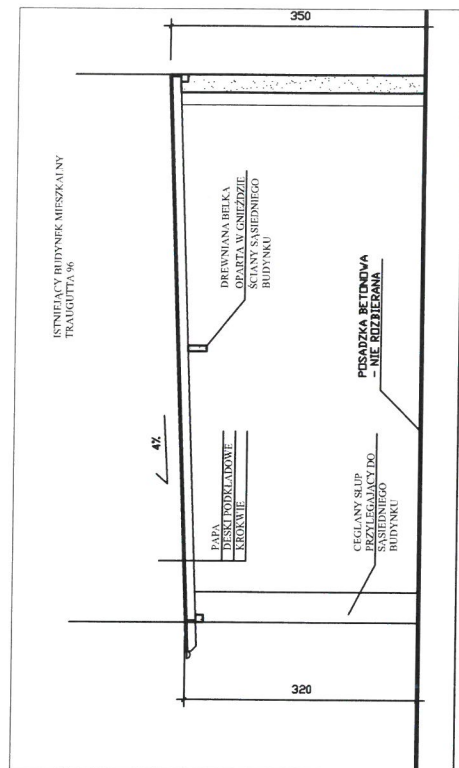 350
ISTNIEJĄCY BUDYNEK MIESZKALNY
TRAUGUTTA 96
DREWNIANA BELKA
OPARTA W GNIEŹDZIE
ŚCIANY SĄSIEDNIEGO
BUDYNKU
4%
POSADZKA BETONOWA
- NIE ROZBIERANA
PAPA
DESKI PODKŁADOWE
KROKWIE
CEGLANY SŁUP
PRZYLEGAJĄCY DO
SĄSIEDNIEGO
BUDYNKU
320